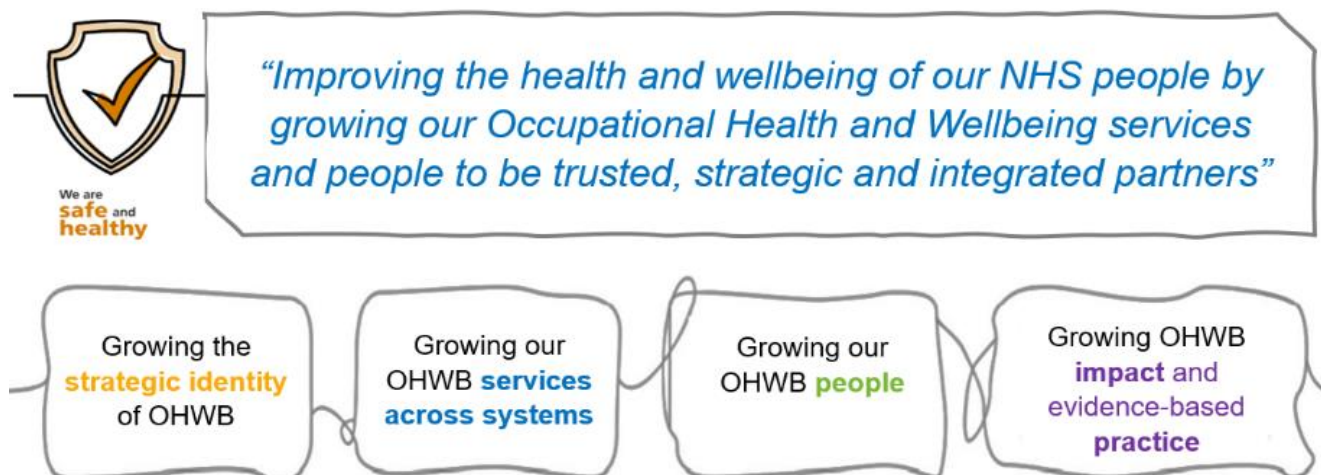 “Improving the health and wellbeing of our NHS people by
growing our Occupational Health and Wellbeing services
and people to be trusted, strategic and integrated partners”
We are
safe and
healthy
Growing the
strategic identity
of OHWB
Growing our
OHWB services
across systems
Growing our
OHWB people
Growing OHWB
impact and
evidence-based
practice